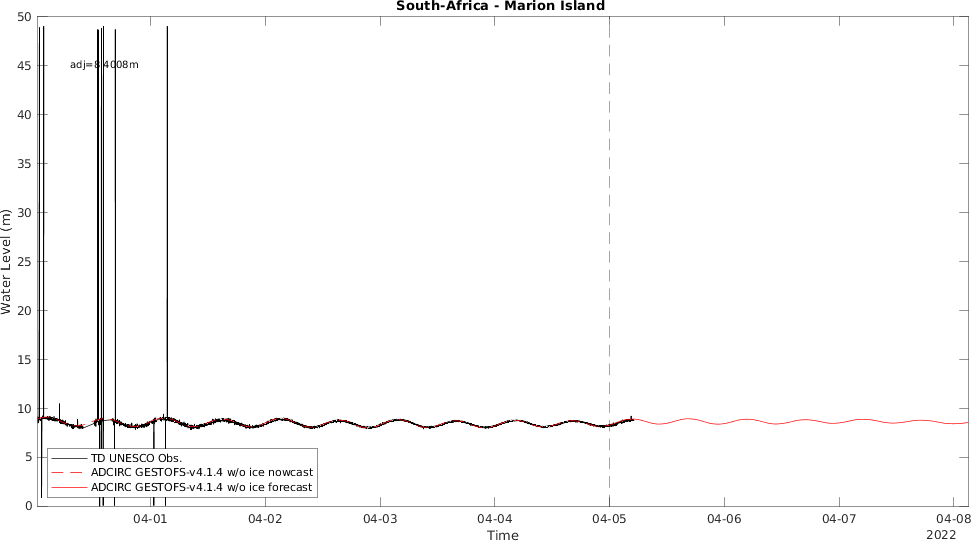 South-Africa - Marion Island
50
45
40
35
30
25
20
15
10
5
0
Water Level (m)
adj=8.4008m
TD UNESCO Obs.
ADCIRC GESTOFS-v4.1.4 w/o ice nowcast
ADCIRC GESTOFS-v4.1.4 w/o ice forecast
04-01
04-02
04-03
04-04
04-05
04-06
04-07
04-08
Time
2022